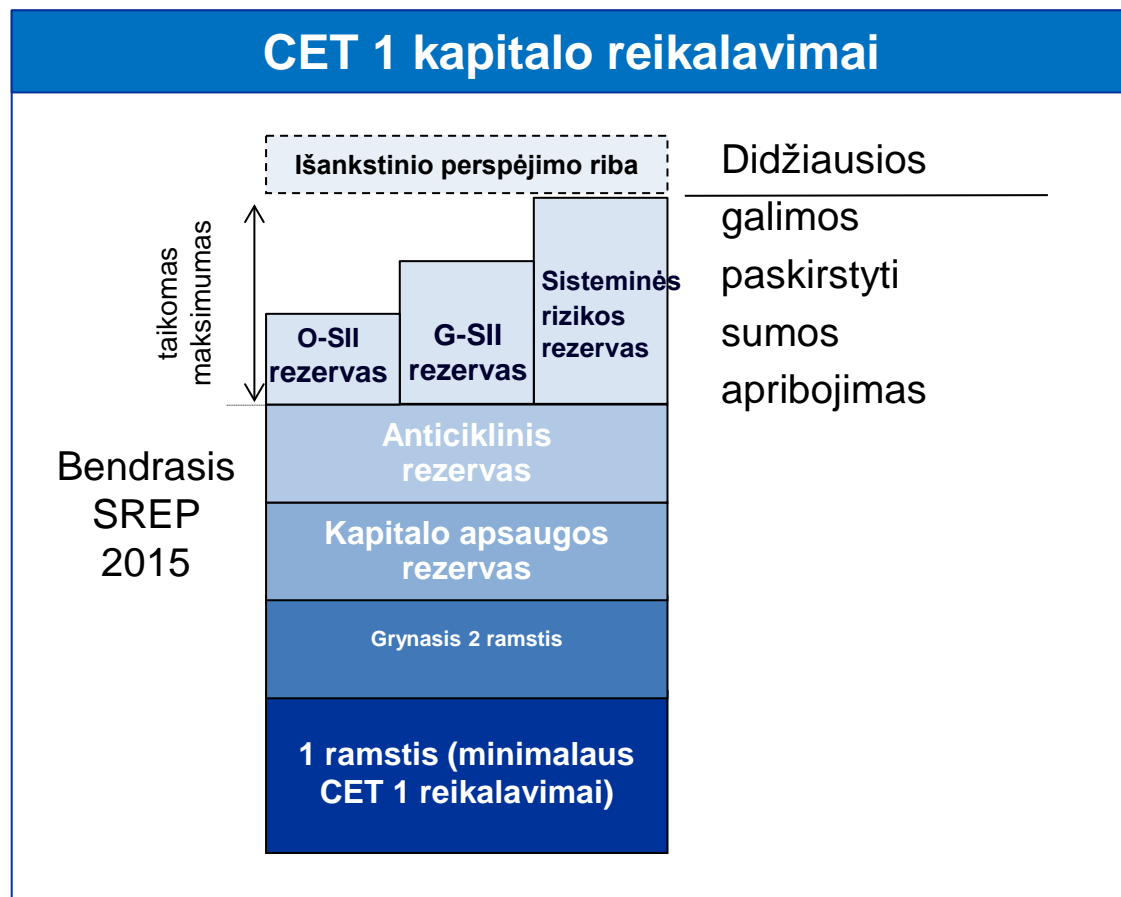 CET 1 kapitalo reikalavimai
Išankstinio perspėjimo riba
Didžiausios
galimos
paskirstyti
sumos
apribojimas
taikomas
maksimumas
O-SII
rezervas
G-SII
rezervas
Sisteminės
rizikos
rezervas
Bendrasis
SREP
2015
Anticiklinis
rezervas
Kapitalo apsaugos
rezervas
Grynasis 2 ramstis
1 ramstis (minimalaus
CET 1 reikalavimai)